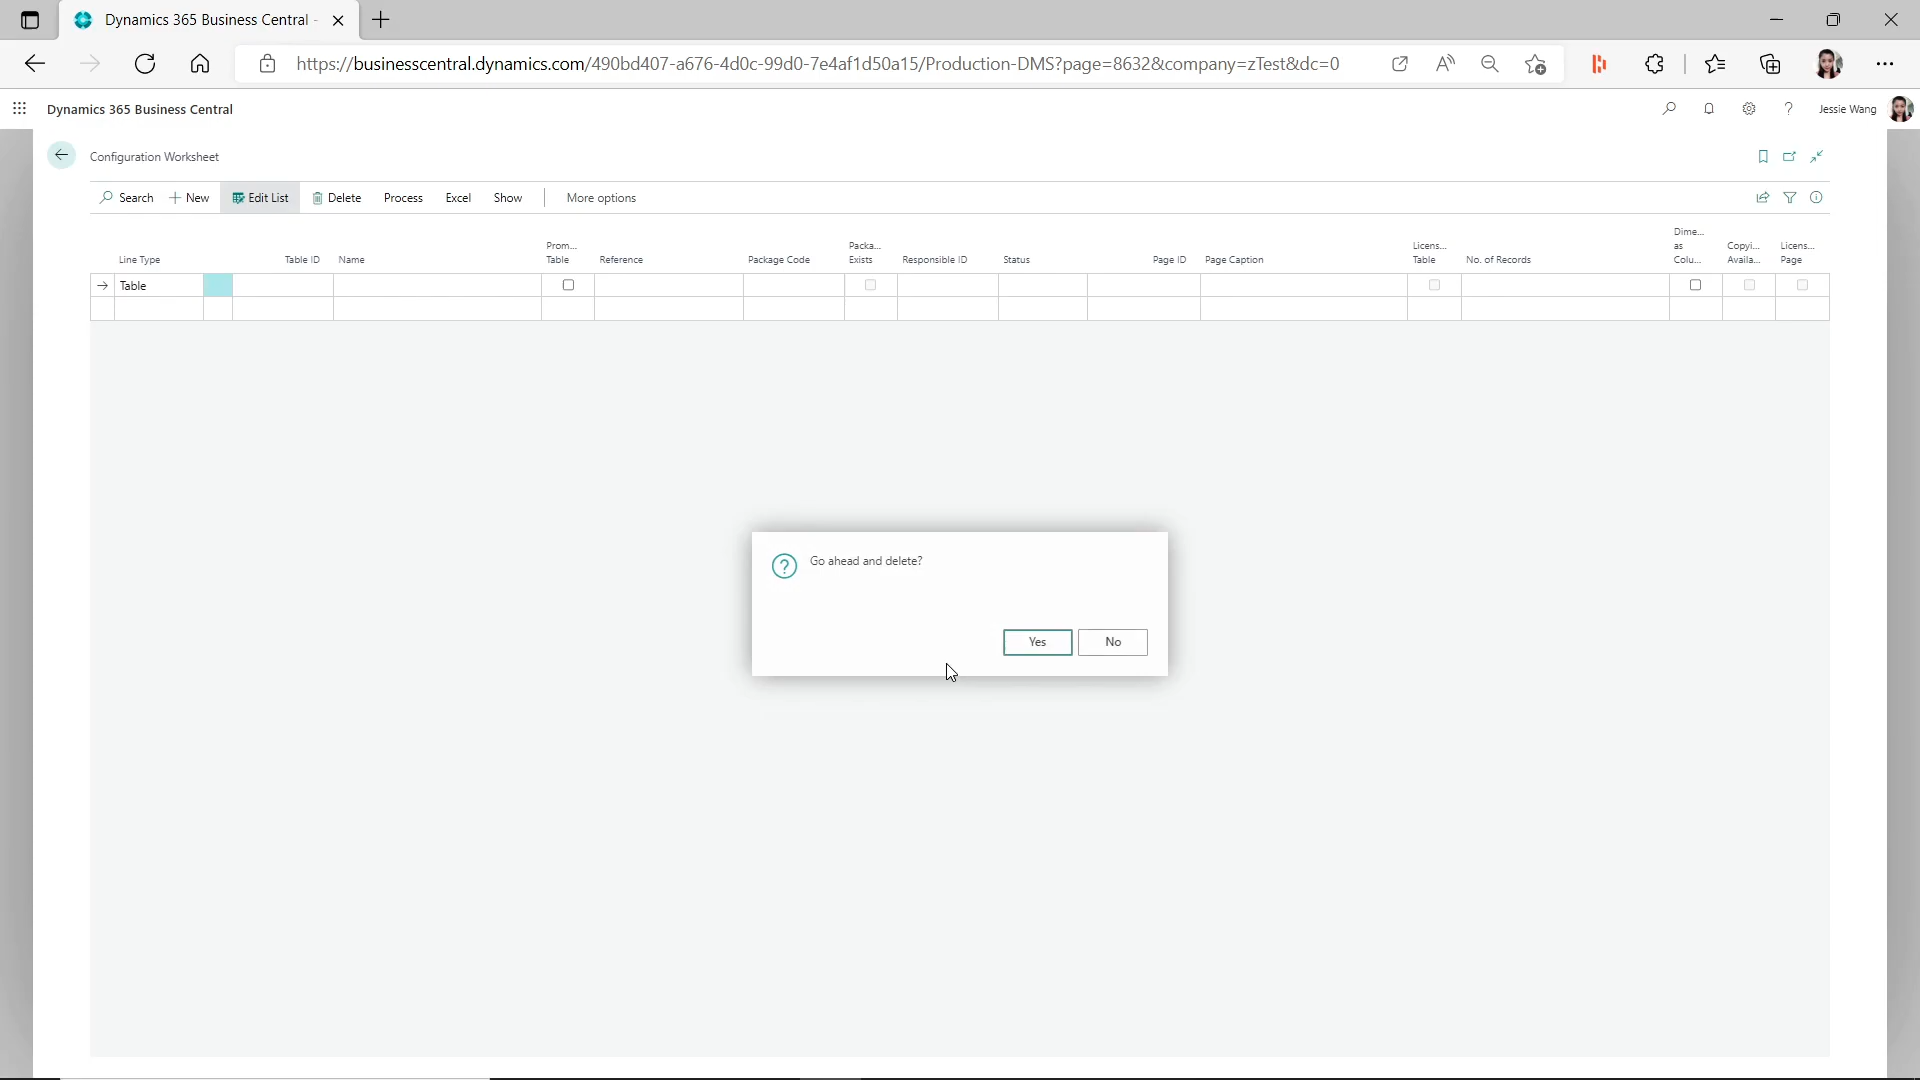 Dynamics 365 Business Central -
https://businesscentral.dynamics.com/490bd407-a676-4d0c-99d0-7e4af1d50a15/Production-DMS?page=8632&company=zTest&dc=0
Dynamics 365 Business Central
Jessie Wang
Configuration Worksheet
Search
New
Edit List
Delete
Process
Excel
Show
More options
Line Type
Table ID
Name
Prom...
Table
Reference
Package Code
Packa...
Exists
Responsible ID
Status
Page ID
Page Caption
Licens...
Table
No. of Records
Dime...
as
Colu...
Copyi...
Availa...
Licens...
Page
Table
Go ahead and delete?
Yes
No